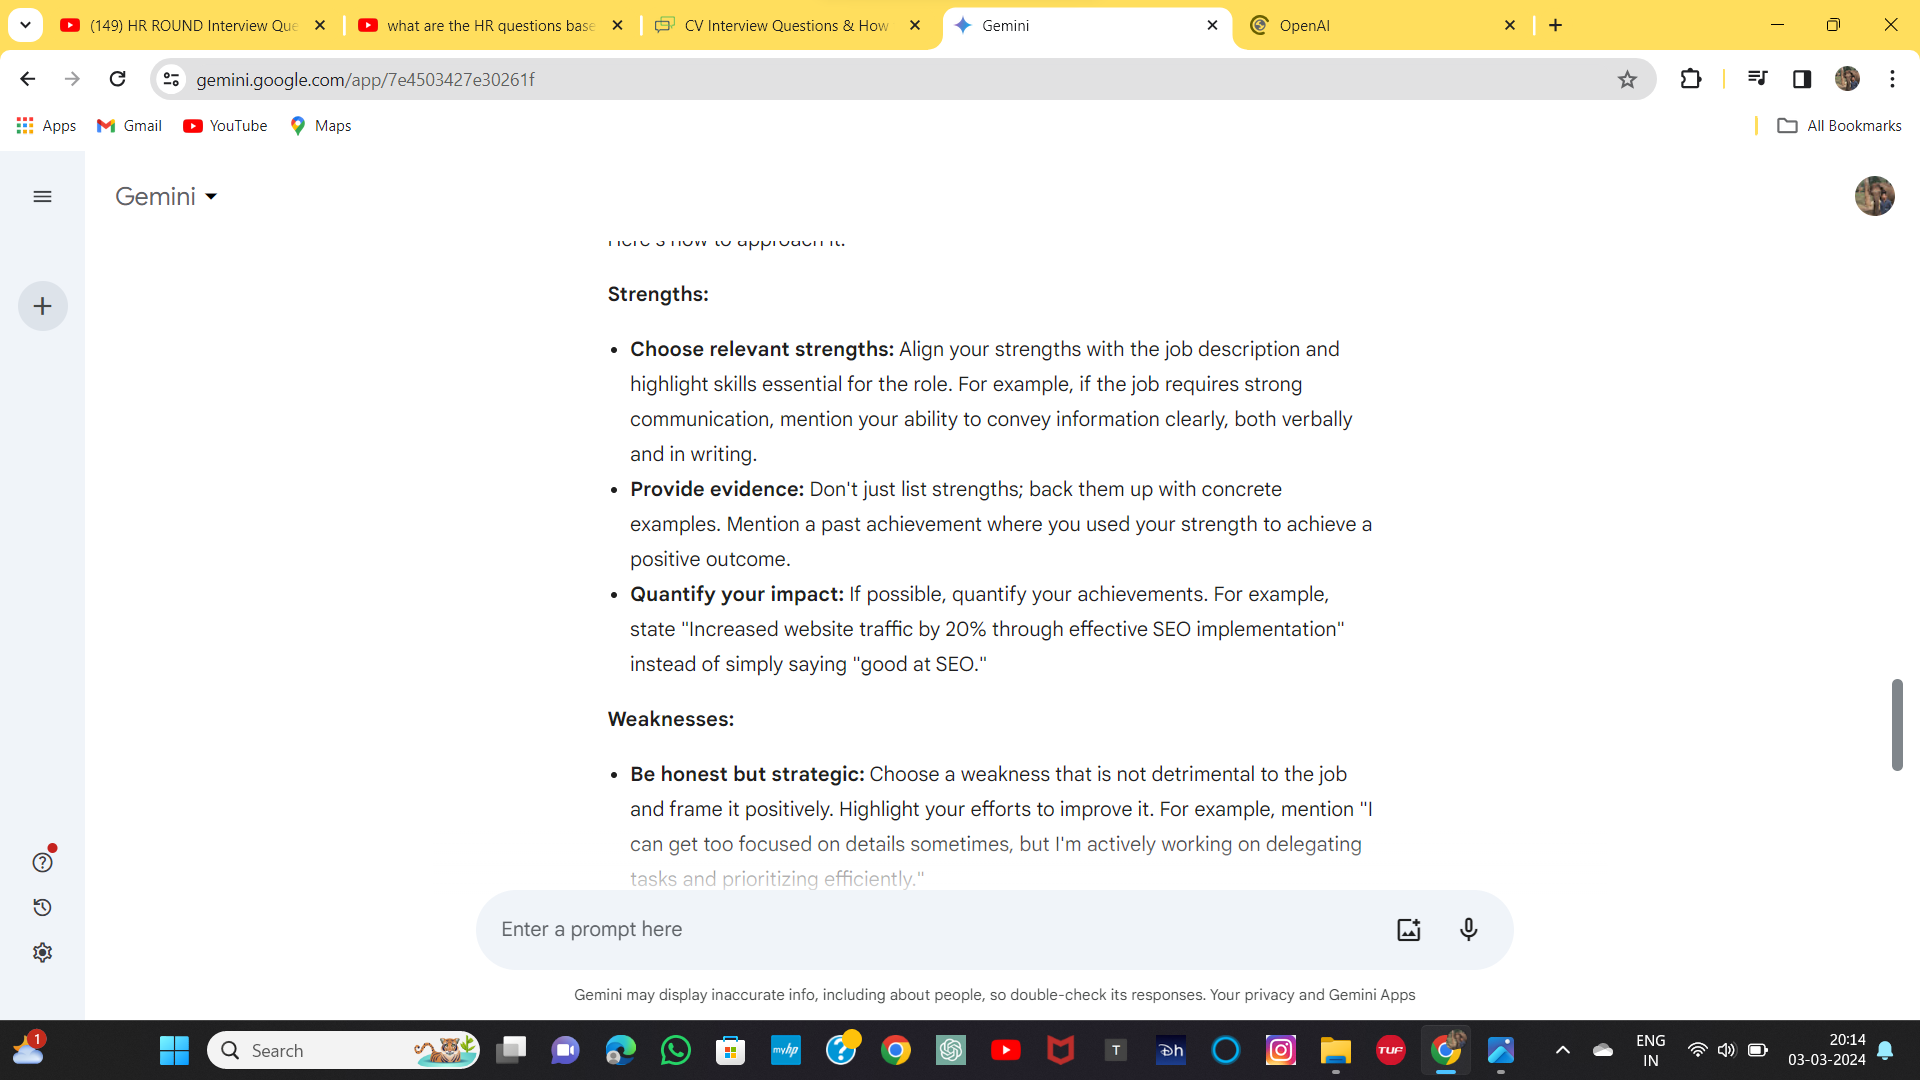 (149) HR ROUND Interview Que
what are the HR questions base
CV Interview Questions & How
Gemini
OpenAI
gemini.google.com/app/7e4503427e30261f
Apps
Gmail
YouTube
Maps
All Bookmarks
Gemini
Here's how to approach it:
Strengths:
• Choose relevant strengths: Align your strengths with the job description and
highlight skills essential for the role. For example, if the job requires strong
communication, mention your ability to convey information clearly, both verbally
and in writing.
• Provide evidence: Don't just list strengths; back them up with concrete
examples. Mention a past achievement where you used your strength to achieve a
positive outcome.
• Quantify your impact: If possible, quantify your achievements. For example,
state "Increased website traffic by 20% through effective SEO implementation"
instead of simply saying "good at SEO."
Weaknesses:
• Be honest but strategic: Choose a weakness that is not detrimental to the job
and frame it positively. Highlight your efforts to improve it. For example, mention "I
can get too focused on details sometimes, but I'm actively working on delegating
tasks and prioritizing efficiently."
Enter a prompt here
Gemini may display inaccurate info, including about people, so double-check its responses. Your privacy and Gemini Apps
1
Search
myhp
T
Dh
TUF
ENG
IN
20:14
03-03-2024